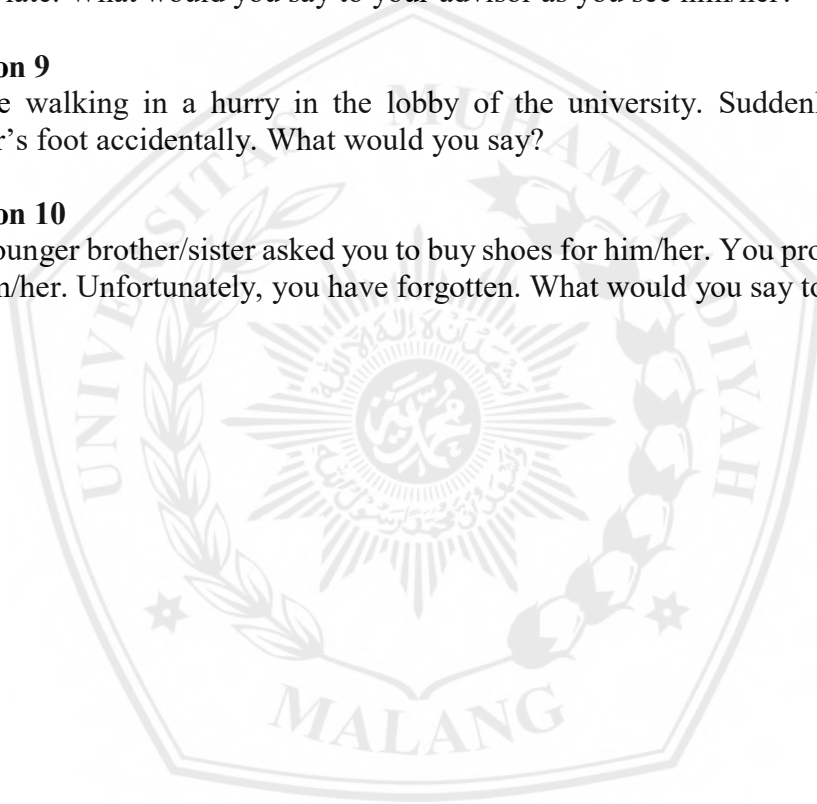 late. What would you say to your advisor as you see him/her?
on 9
e walking in a hurry in the lobby of the university. Suddenl
r’s foot accidentally. What would you say?
on 10
ounger brother/sister asked you to buy shoes for him/her. You pro
n/her. Unfortunately, you have forgotten. What would you say to
UNIVERSITAS MUHAMMADIYAH
MALANG